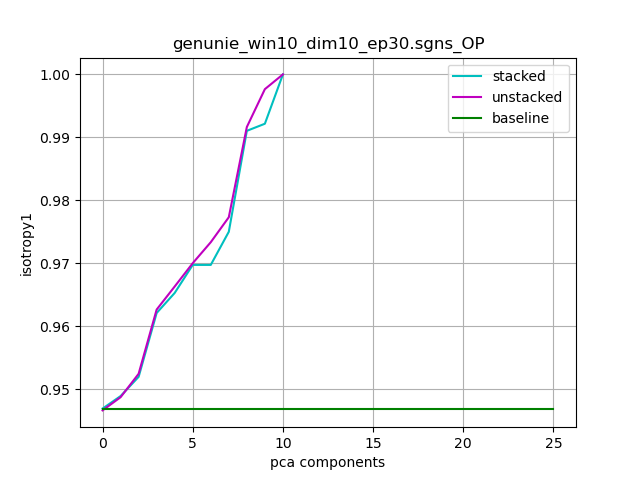 genunie_win10_dim10_ep30.sgns_OP
stacked
unstacked
baseline
isotropy1
1.00
0.99
0.98
0.97
0.96
0.95
0 5 10 15 20 25
pca components